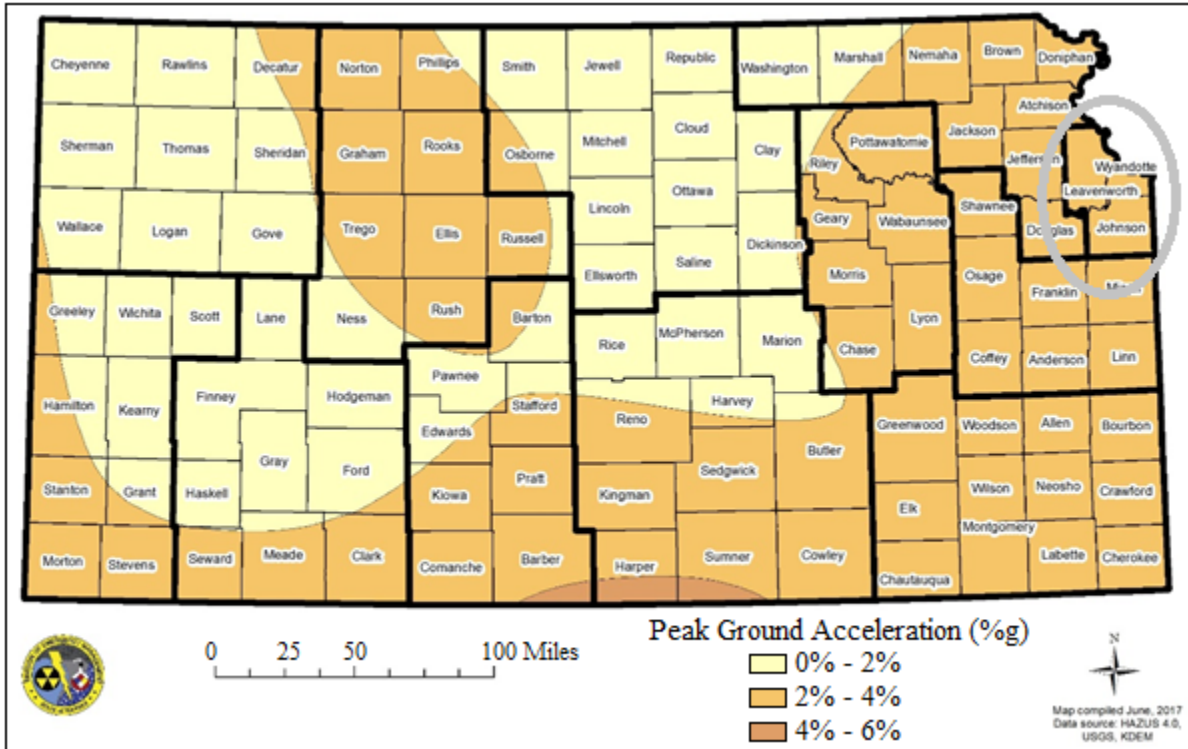 Cheyenne
Rawlins
Decatur
Norton
Phillips
Smith
Jewell
Republic
Washington
Marshall
Nemaha
Brown
Doniphan
Atchison
Sherman
Thomas
Sheridan
Graham
Rooks
Osborne
Mitchell
Cloud
Clay
Riley
Pottawatomie
Jackson
Jefferson
Wyandotte
Leavenworth
Wallace
Logan
Gove
Trego
Ellis
Russell
Lincoln
Ottawa
Dickinson
Geary
Wabaunsee
Shawnee
Douglas
Johnson
Ellsworth
Saline
Morris
Osage
Franklin
Miami
Greeley
Wichita
Scott
Lane
Ness
Rush
Barton
Rice
McPherson
Marion
Chase
Lyon
Coffey
Anderson
Linn
Hamilton
Kearny
Finney
Hodgeman
Pawnee
Stafford
Edwards
Reno
Harvey
Butler
Greenwood
Woodson
Allen
Bourbon
Stanton
Grant
Haskell
Gray
Ford
Kiowa
Pratt
Kingman
Sedgwick
Elk
Wilson
Neosho
Crawford
Montgomery
Morton
Stevens
Seward
Meade
Clark
Comanche
Barber
Harper
Sumner
Cowley
Chautauqua
Labette
Cherokee
0 25 50 100 Miles
Peak Ground Acceleration (%g)
0% - 2%
2% - 4%
4% - 6%
N
Map compiled June, 2017
Data source: HAZUS 4.0,
USGS, KDEM